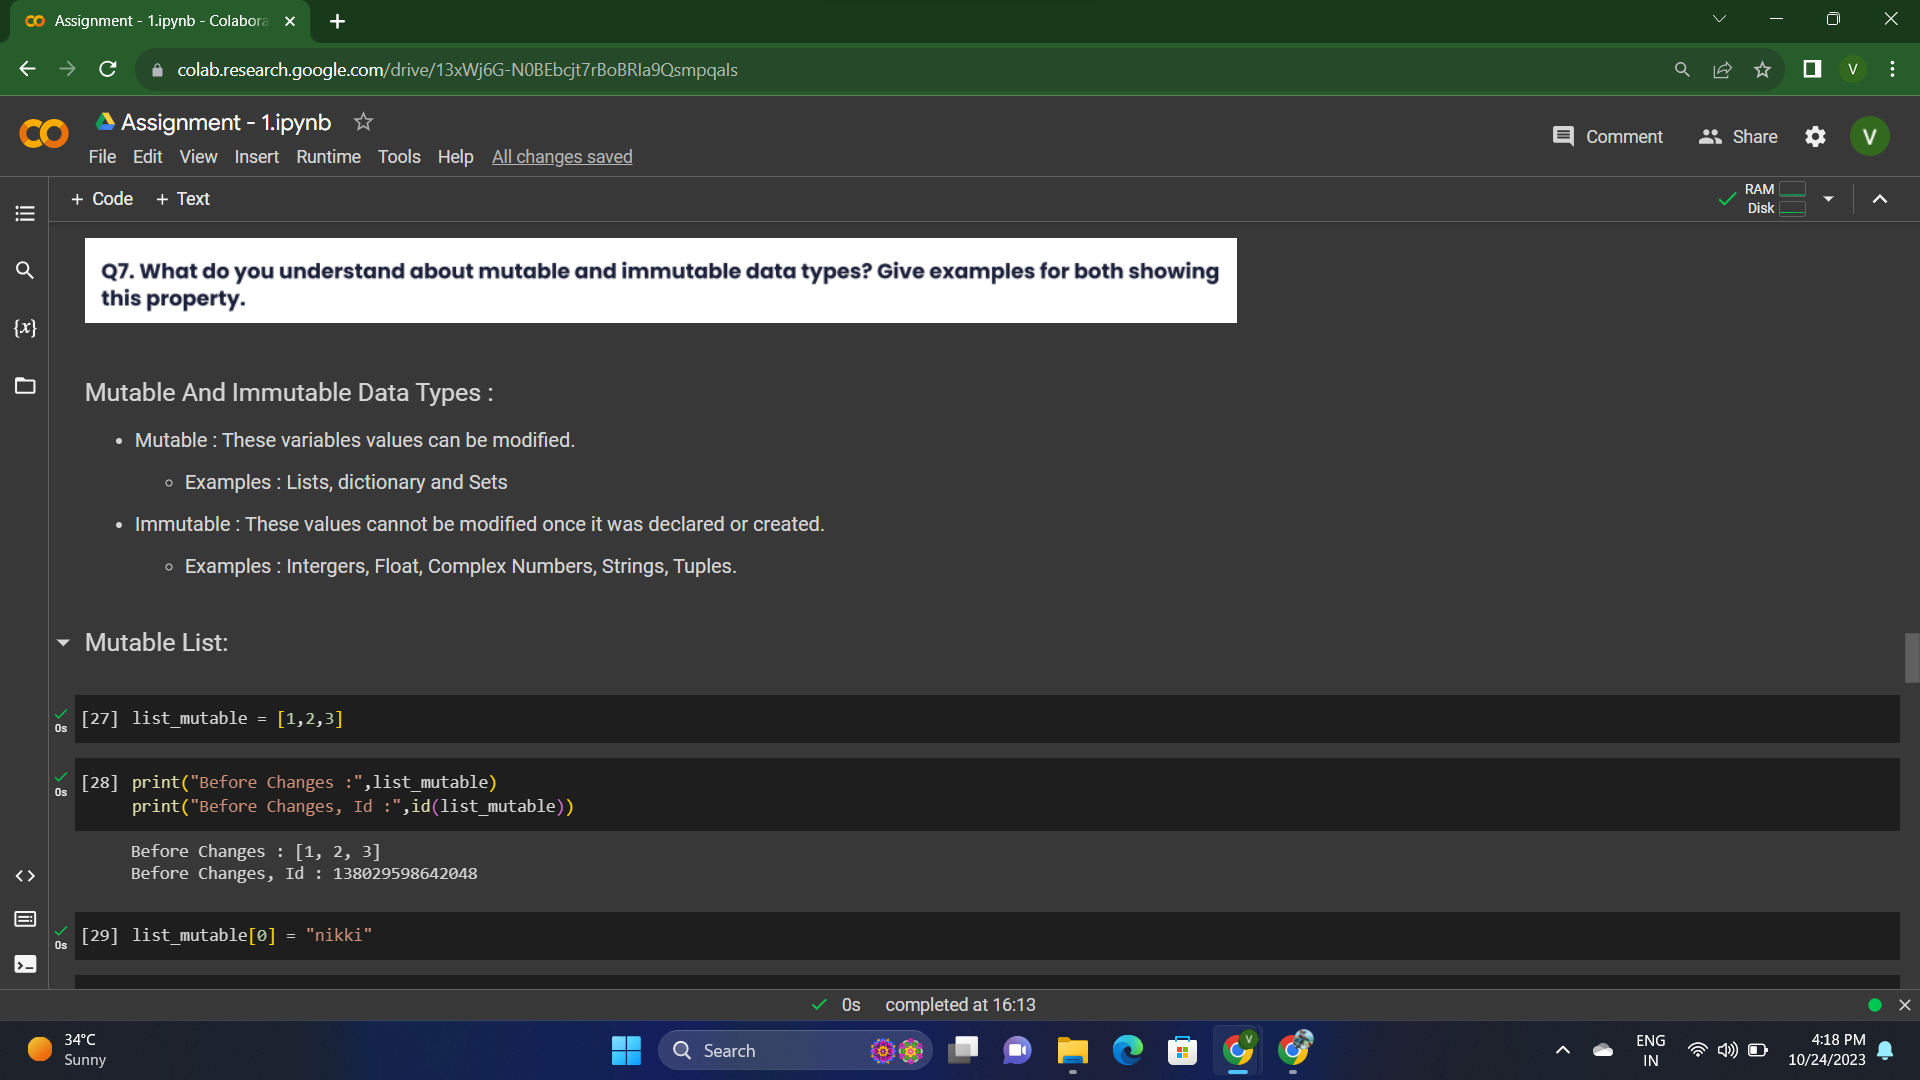 Assignment - 1.ipynb - Colabora
colab.research.google.com/drive/13xWj6G-N0BEbcjt7rBoBRIa9Qsmpqals
V
Assignment - 1.ipynb
File Edit View Insert Runtime Tools Help All changes saved
Comment Share V
+ Code + Text
RAM
Disk
Q7. What do you understand about mutable and immutable data types? Give examples for both showing
this property.
{x}
Mutable And Immutable Data Types :
Mutable : These variables values can be modified.
Examples : Lists, dictionary and Sets
Immutable : These values cannot be modified once it was declared or created.
Examples : Intergers, Float, Complex Numbers, Strings, Tuples.
Mutable List:
0s [27] list_mutable = [1,2,3]
0s [28] print("Before Changes :",list_mutable)
print("Before Changes, Id :",id(list_mutable))
Before Changes : [1, 2, 3]
Before Changes, Id : 138029598642048
0s [29] list_mutable[0] = "nikki"
0s completed at 16:13
34°C
Sunny
Search
V
ENG
IN
4:18 PM
10/24/2023